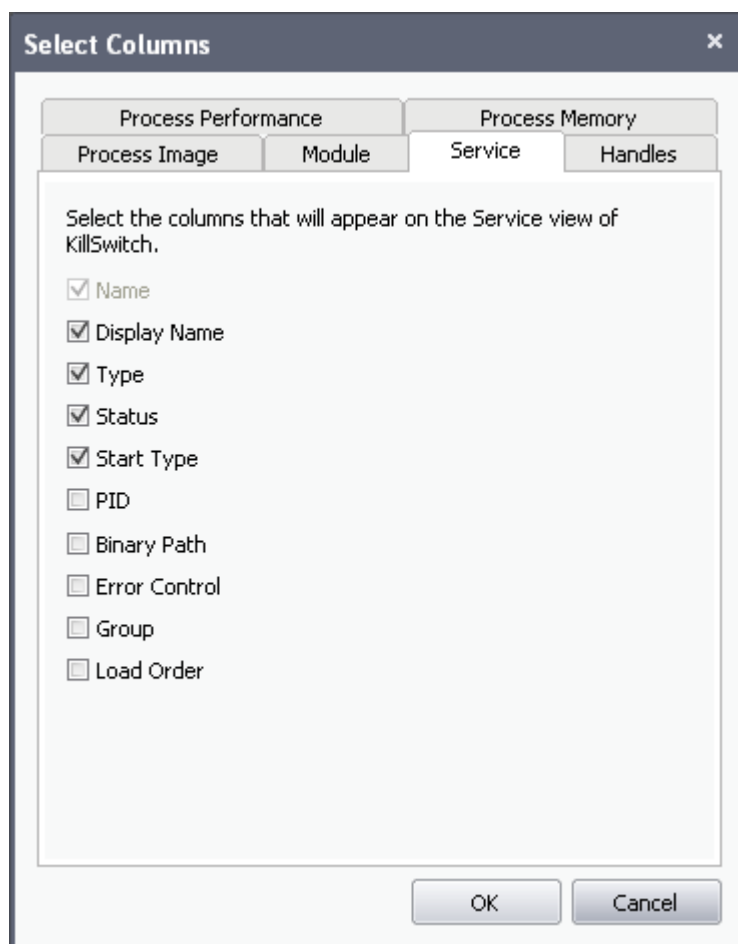 Select Columns
Process Performance
Process Memory
Process Image
Module
Service
Handles
Select the columns that will appear on the Service view of
KillSwitch.
Name
Display Name
Type
Status
Start Type
PID
Binary Path
Error Control
Group
Load Order
OK
Cancel